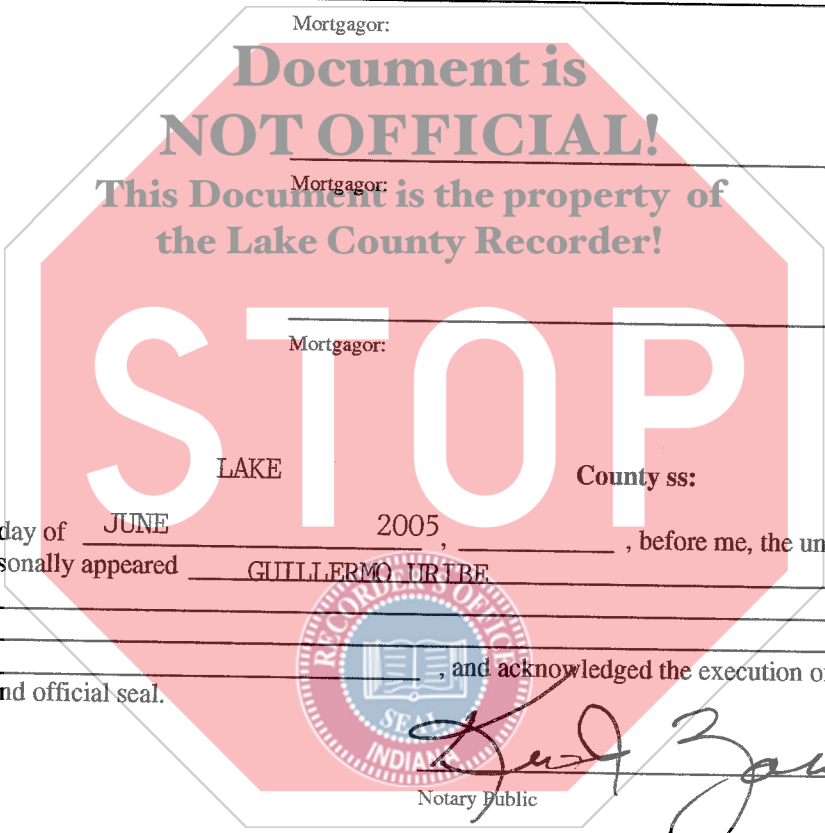 Mortgagor:
Document is
NOT OFFICIAL!
Mortgagor:
This Document is the property of
the Lake County Recorder!
STOP
Mortgagor:
LAKE County ss:
day of JUNE 2005, , before me, the un
sonally appeared GUILLERMO URIBE
RECORDER'S OFFICE
, and acknowledged the execution o
nd official seal.
SEAL
INDIANA
Notary Public